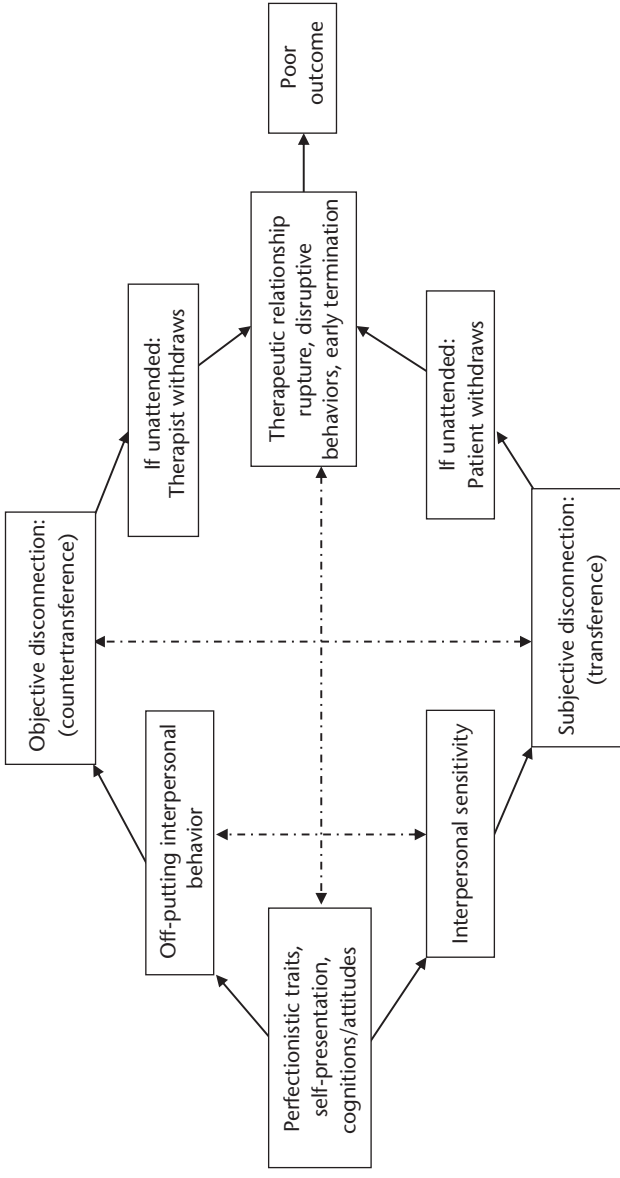 Perfectionistic traits,
self-presentation,
cognitions/attitudes
Off-putting interpersonal
behavior
Interpersonal sensitivity
Objective disconnection:
(countertransference)
Subjective disconnection:
(transference)
If unattended:
Therapist withdraws
If unattended:
Patient withdraws
Therapeutic relationship
rupture, disruptive
behaviors, early termination
Poor
outcome